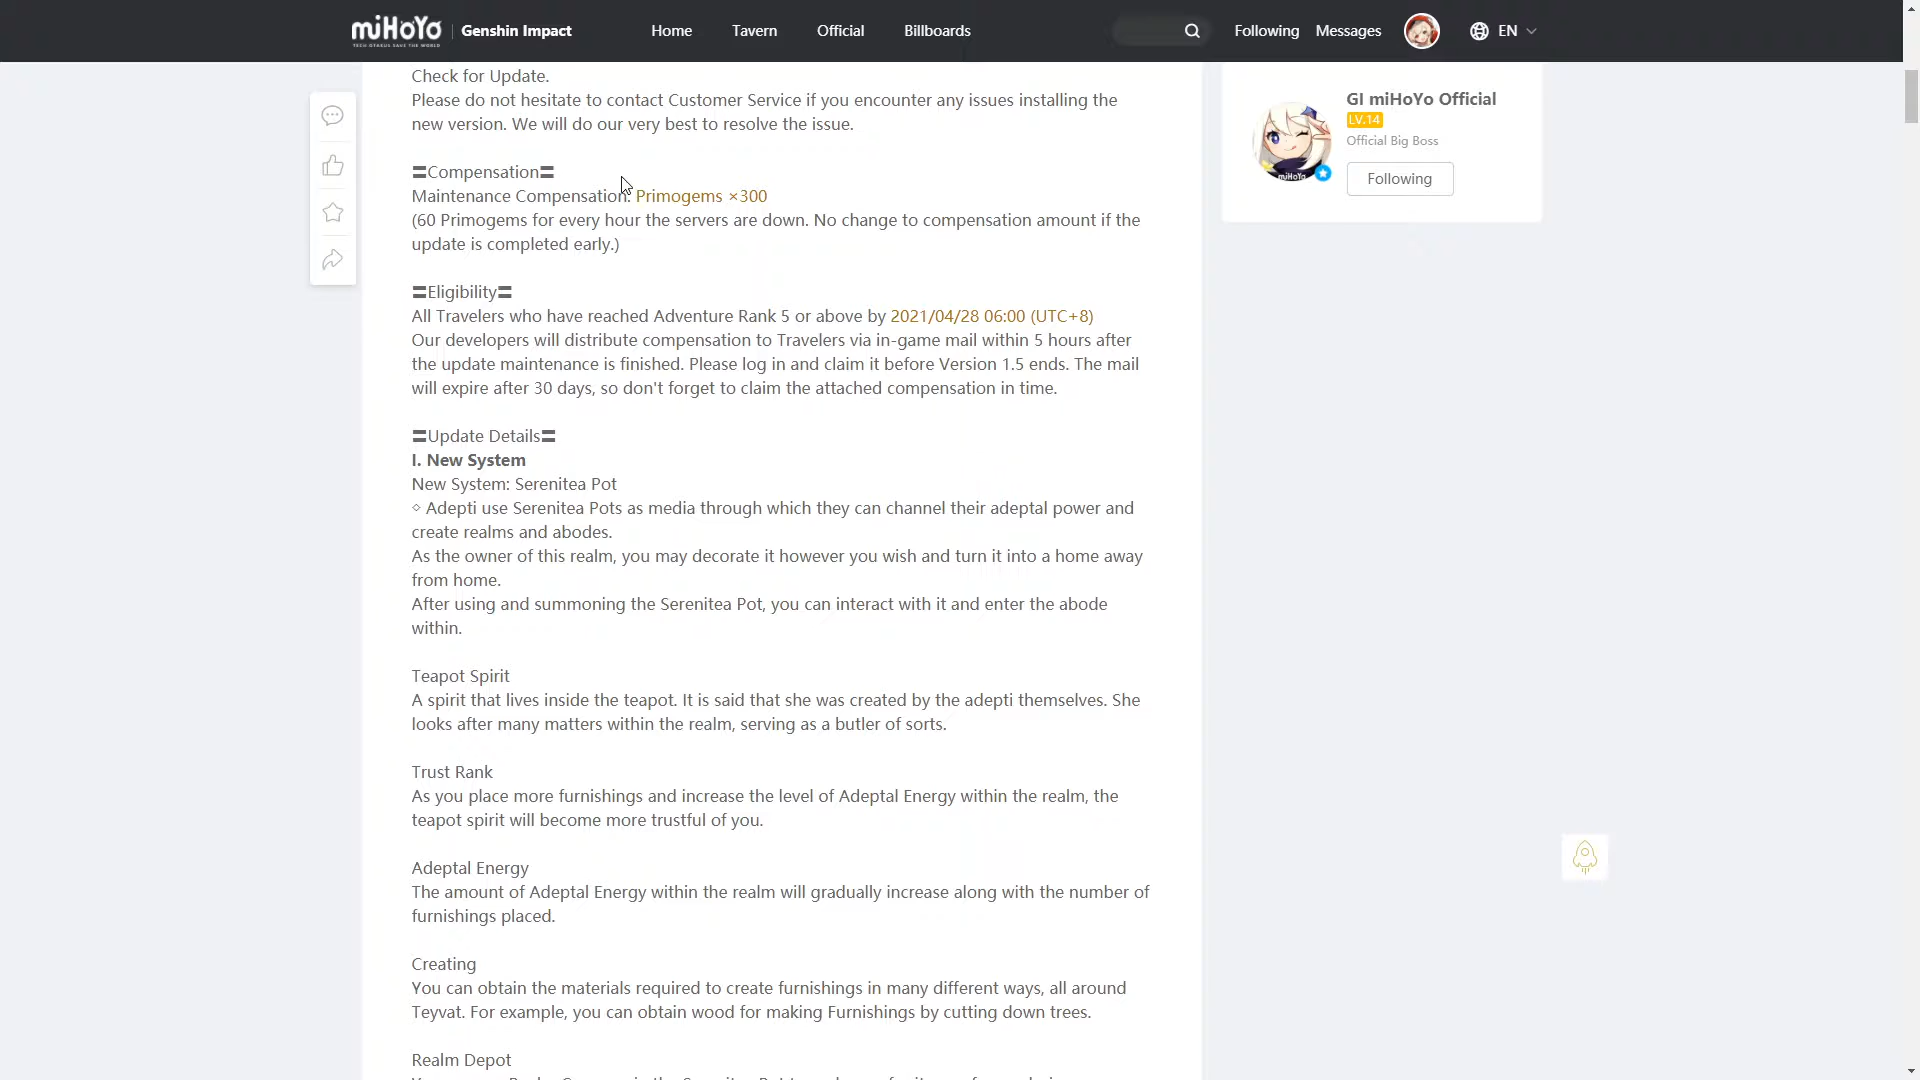 miHoYo
TECH OTAKUS SAVE THE WORLD
Genshin Impact
Home
Tavern
Official
Billboards
Following
Messages
EN
Check for Update.
Please do not hesitate to contact Customer Service if you encounter any issues installing the
new version. We will do our very best to resolve the issue.
〓Compensation〓
Maintenance Compensation: Primogems ×300
(60 Primogems for every hour the servers are down. No change to compensation amount if the
update is completed early.)
〓Eligibility〓
All Travelers who have reached Adventure Rank 5 or above by 2021/04/28 06:00 (UTC+8)
Our developers will distribute compensation to Travelers via in-game mail within 5 hours after
the update maintenance is finished. Please log in and claim it before Version 1.5 ends. The mail
will expire after 30 days, so don't forget to claim the attached compensation in time.
〓Update Details〓
I. New System
New System: Serenitea Pot
◇ Adepti use Serenitea Pots as media through which they can channel their adeptal power and
create realms and abodes.
As the owner of this realm, you may decorate it however you wish and turn it into a home away
from home.
After using and summoning the Serenitea Pot, you can interact with it and enter the abode
within.
Teapot Spirit
A spirit that lives inside the teapot. It is said that she was created by the adepti themselves. She
looks after many matters within the realm, serving as a butler of sorts.
Trust Rank
As you place more furnishings and increase the level of Adeptal Energy within the realm, the
teapot spirit will become more trustful of you.
Adeptal Energy
The amount of Adeptal Energy within the realm will gradually increase along with the number of
furnishings placed.
Creating
You can obtain the materials required to create furnishings in many different ways, all around
Teyvat. For example, you can obtain wood for making Furnishings by cutting down trees.
Realm Depot
GI miHoYo Official
LV.14
Official Big Boss
miHoYo
Following